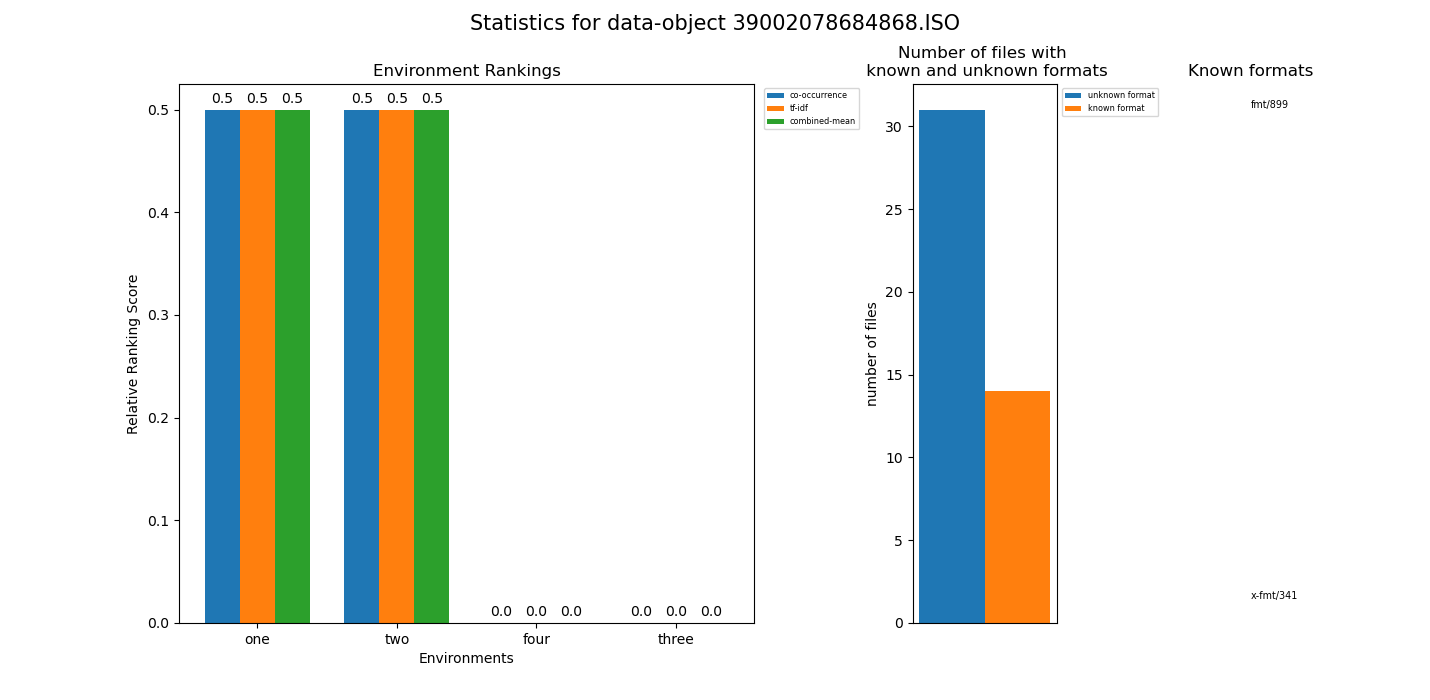 Statistics for data-object 39002078684868.ISO
Environment Rankings
0.5 0.5 0.5 0.5 0.5 0.5
0.0 0.0 0.0 0.0 0.0 0.0
0.5
0.4
0.3
0.2
0.1
0.0
Relative Ranking Score
one two four three
Environments
co-occurrence
tf-idf
combined-mean
Number of files with
known and unknown formats
30
25
20
15
10
5
0
number of files
unknown format
known format
Known formats
fmt/899
x-fmt/341